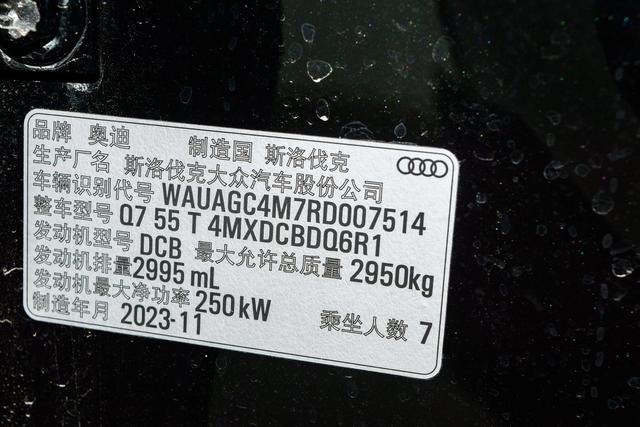 品牌 奥迪 制造国 斯洛伐克
生产厂名 斯洛伐克大众汽车股份公司
车辆识别代号 WAUAGC4M7RD007514
整车型号 Q7 55 T 4MXDCBDQ6R1
发动机型号 DCB 最大允许总质量 2950kg
发动机排量 2995 mL
发动机最大净功率 250 kW 乘坐人数 7
制造年月 2023-11